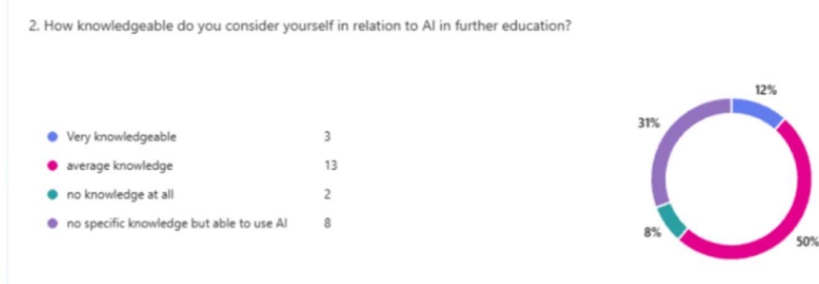 2. How knowledgeable do you consider yourself in relation to AI in further education?
12%
31%
Very knowledgeable 3
average knowledge 13
no knowledge at all 2
no specific knowledge but able to use AI 8
8%
50%